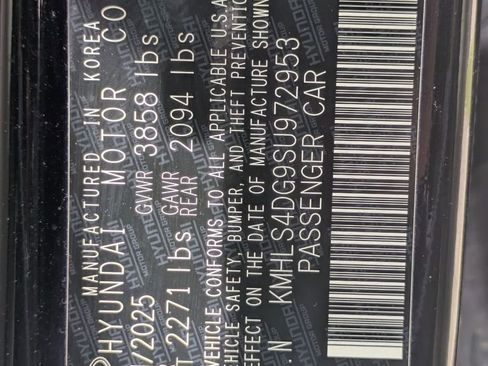 MANUFACTURED IN KOREA
HYUNDAI MOTOR CO
/2025 GVWR 3858 lbs
2271 lbs GAWR REAR 2094 lbs
VEHICLE CONFORMS TO ALL APPLICABLE U.S.A
VEHICLE SAFETY, BUMPER, AND THEFT PREVENTION
EFFECT ON THE DATE OF MANUFACTURE SHOWN
.N KMHLS4DG9SU972953
PASSENGER CAR